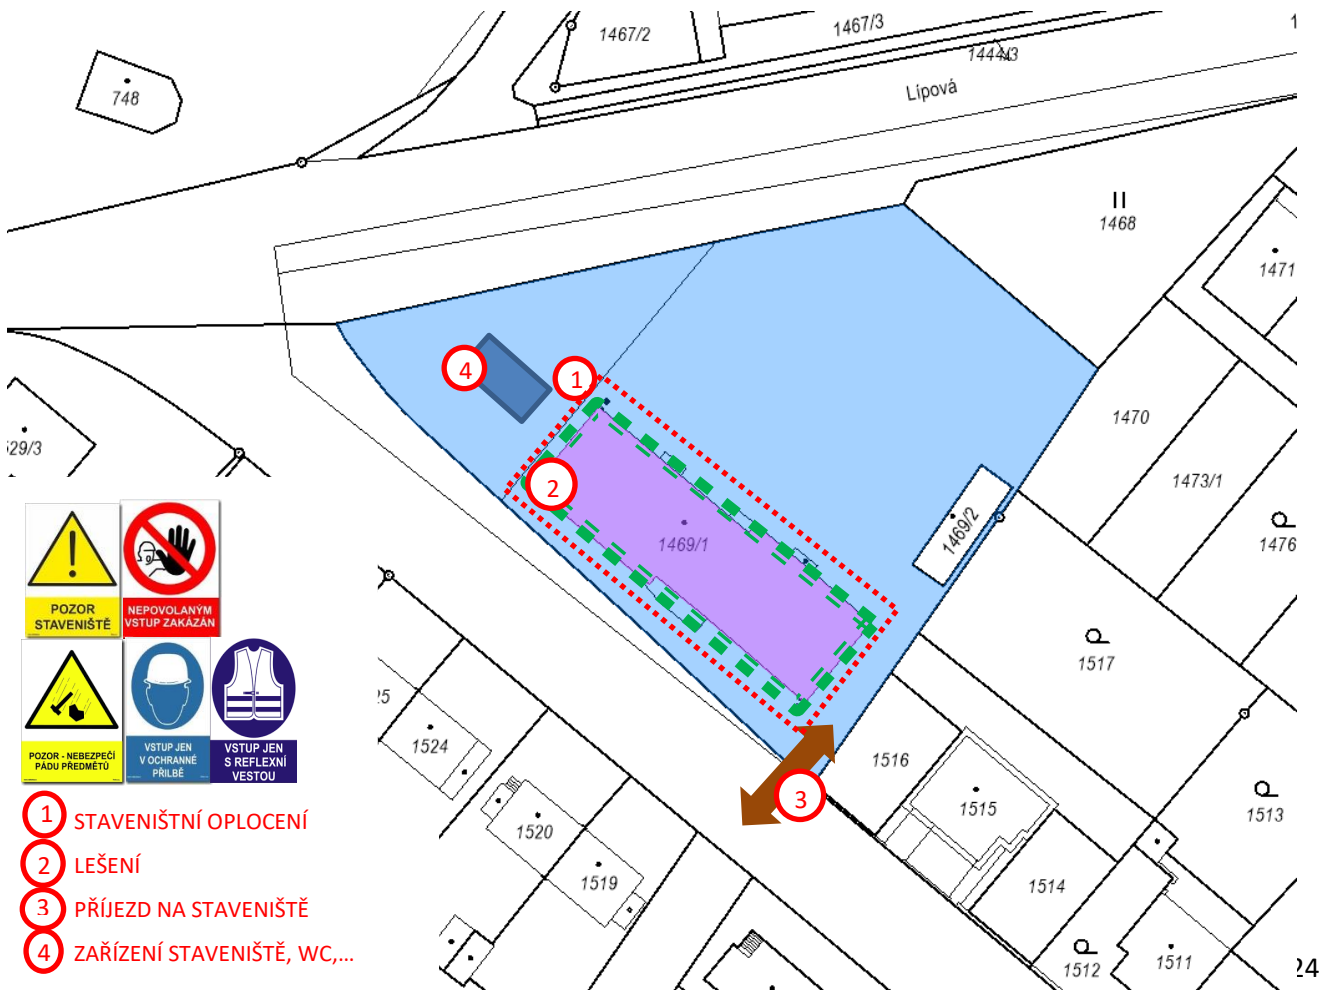 1467/2
1467/3
1444/3
1
748
Lipová
1468
1471
29/3
1470
1473/1
1476
4
1
2
1469/1
1469/2
1517
POZOR
STAVENIŠTĚ
NEPOVOLANÝM
VSTUP ZAKÁZÁN
POZOR - NEBEZPEČÍ
PÁDU PŘEDMĚTŮ
VSTUP JEN
V OCHRANNÉ
PŘILBĚ
VSTUP JEN
S REFLEXNÍ
VESTOU
25
1524
1516
3
1515
1513
1520
1519
1514
1512
1511
24
1 STAVENIŠTNÍ OPLOCENÍ
2 LEŠENÍ
3 PŘÍJEZD NA STAVENIŠTĚ
4 ZAŘÍZENÍ STAVENIŠTĚ, WC,...